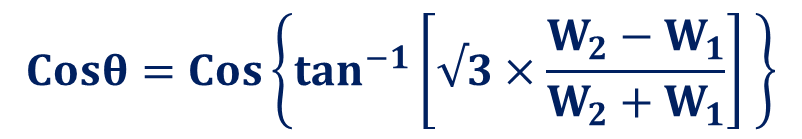 Cosθ = Cos {tan⁻¹ [√3 × (W₂ − W₁)/(W₂ + W₁)]}